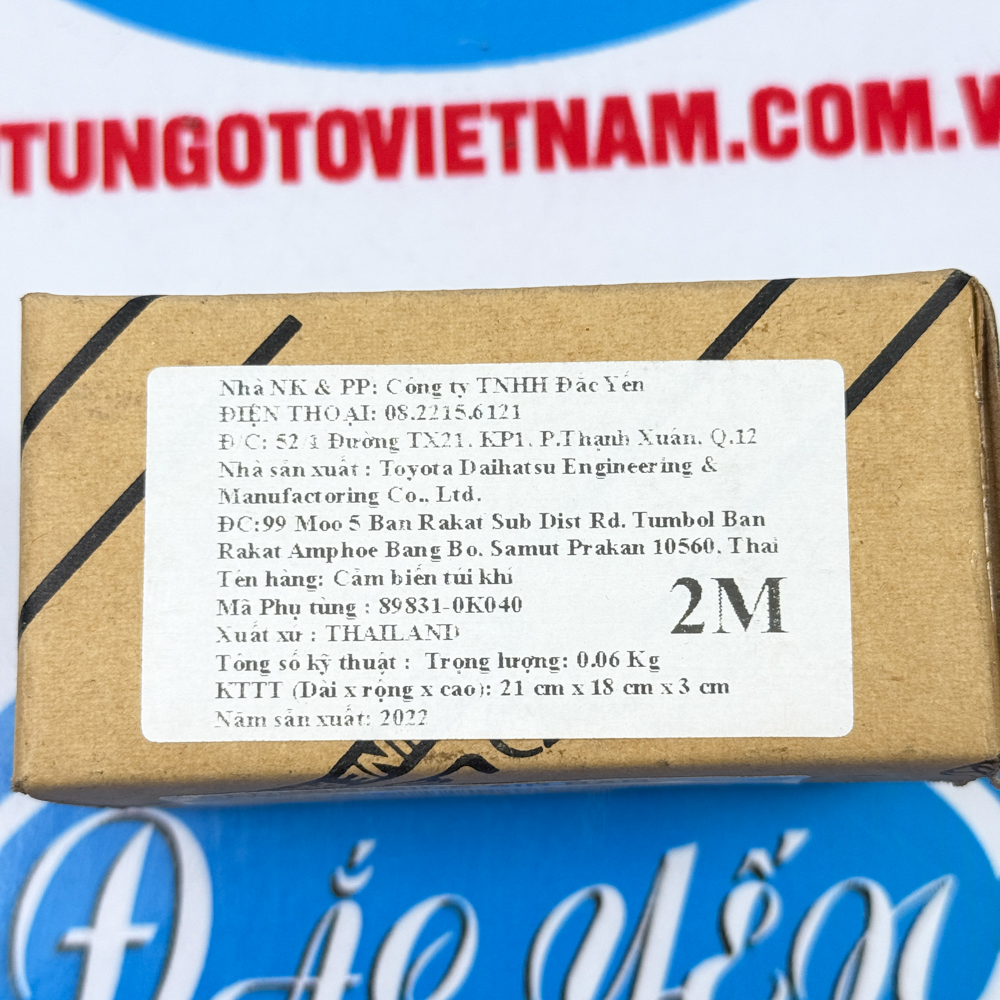 TUNGOTOVIETNAM.COM.V
Nhà NK & PP: Công ty TNHH Đắc Yến
ĐIỆN THOẠI: 08.2215.6121
Đ/C: 52/1 Đường TX21, KP1, P.Thạnh Xuân, Q.12
Nhà sản xuất : Toyota Daihatsu Engineering &
Manufactoring Co., Ltd.
ĐC:99 Moo 5 Ban Rakat Sub Dist Rd. Tumbol Ban
Rakat Amphoe Bang Bo, Samut Prakan 10560, Thai
Tên hàng: Cảm biến túi khí
Mã Phụ tùng : 89831-0K040
2M
Xuất xứ : THAILAND
Tông số kỹ thuật : Trọng lượng: 0.06 Kg
KTTT (Dài x rộng x cao): 21 cm x 18 cm x 3 cm
Năm sản xuất: 2022
ĐẮC YẾN